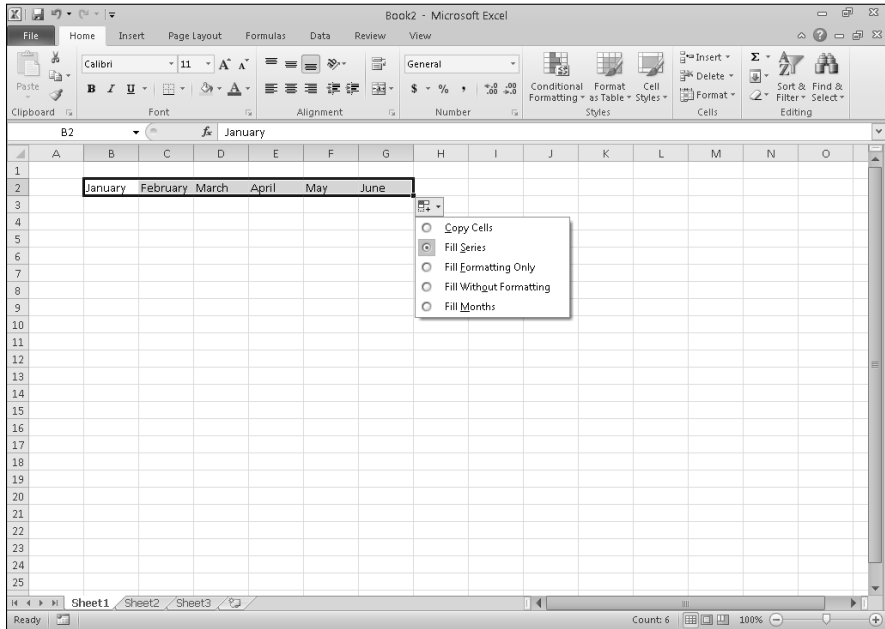 Book2 - Microsoft Excel
File Home Insert Page Layout Formulas Data Review View
Paste
Calibri 11 A A
B I U A
General
$ % , .0 .00 .00 .0
Conditional Formatting
Format as Table
Cell Styles
Insert
Delete
Format
Σ
Sort & Filter
Find & Select
Clipboard Font Alignment Number Styles Cells Editing
B2 fx January
A B C D E F G H I J K L M N O
1
2 January February March April May June
3
4 Copy Cells
5 Fill Series
6 Fill Formatting Only
7
8 Fill Without Formatting
9 Fill Months
10
11
12
13
14
15
16
17
18
19
20
21
22
23
24
25
Sheet1 Sheet2 Sheet3
Ready Count: 6 100%